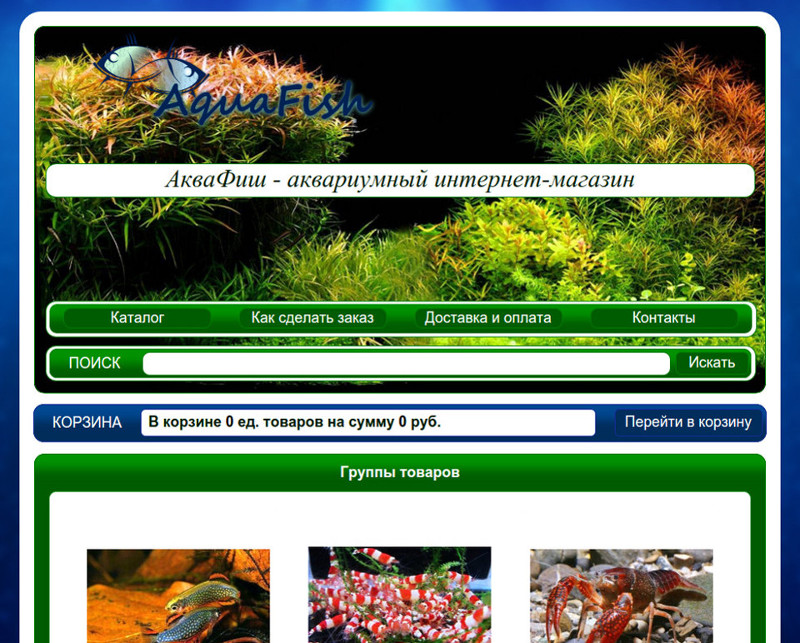 AquaFish
АкваФиш - аквариумный интернет-магазин
Каталог Как сделать заказ Доставка и оплата Контакты
ПОИСК Искать
КОРЗИНА В корзине 0 ед. товаров на сумму 0 руб. Перейти в корзину
Группы товаров